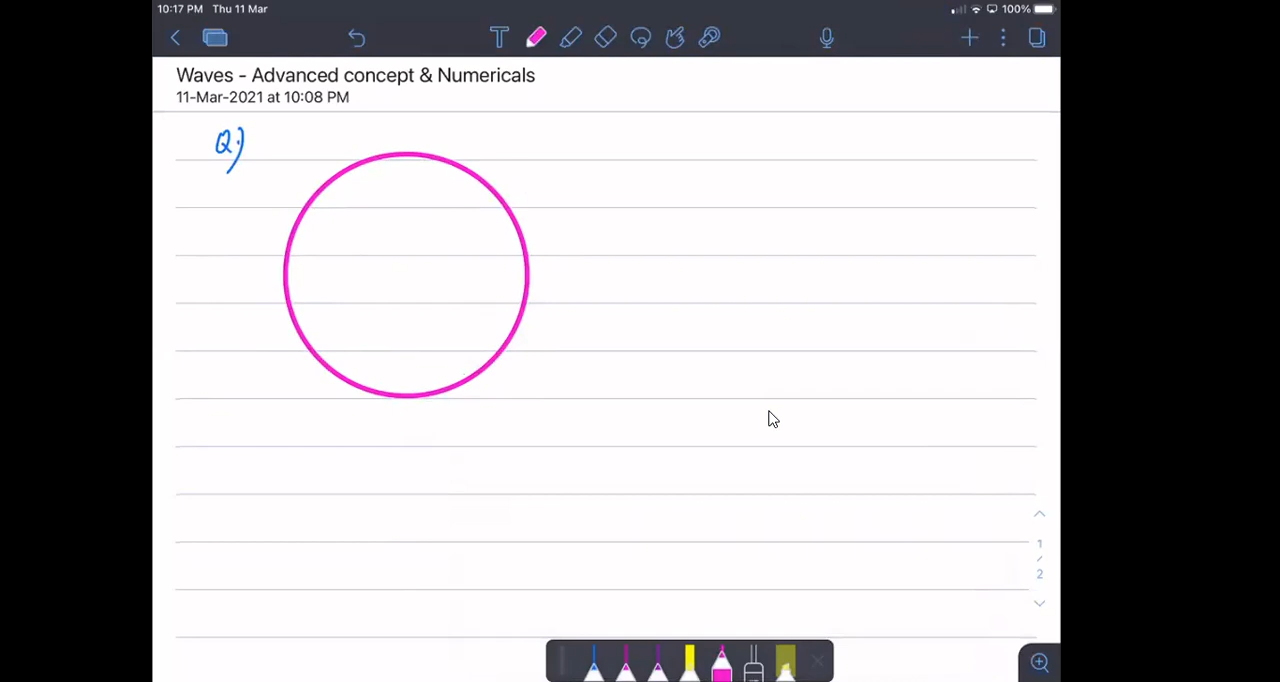 10:17 PM Thu 11 Mar 100%
T
Waves - Advanced concept & Numericals
11-Mar-2021 at 10:08 PM
Q.)
1
/
2